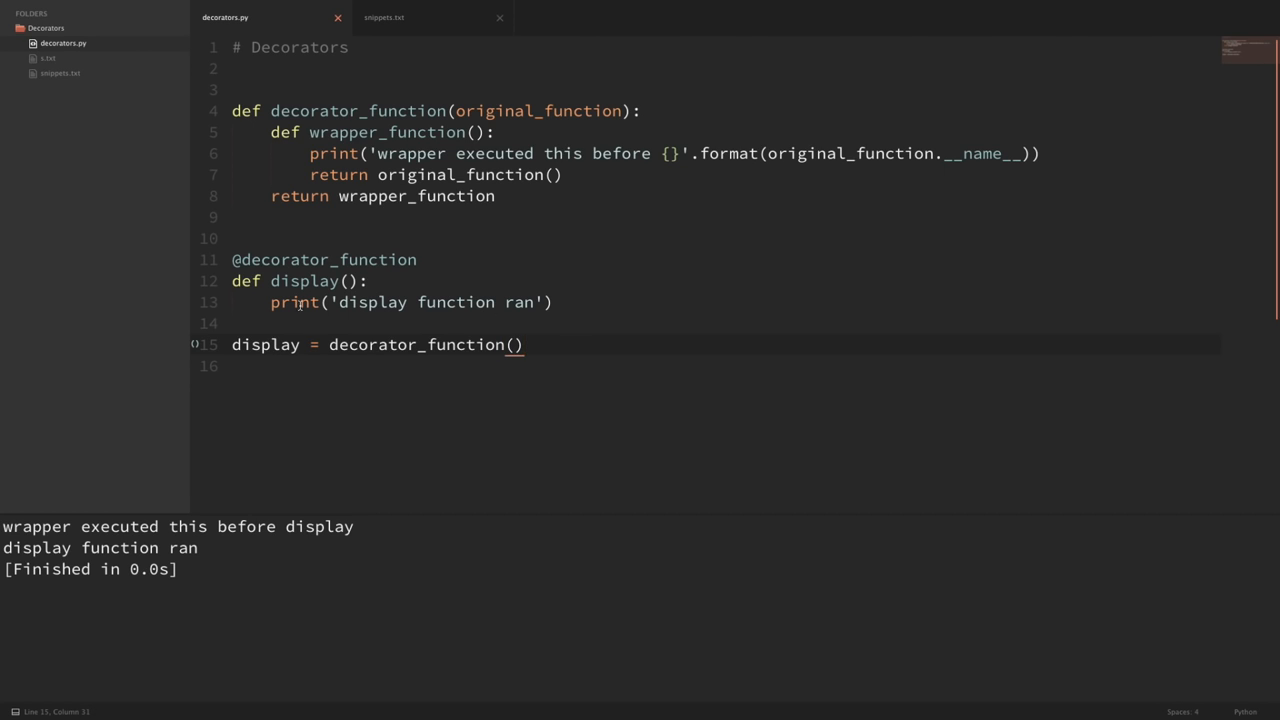 FOLDERS
Decorators
decorators.py
s.txt
snippets.txt
decorators.py
snippets.txt
1 # Decorators
2
3
4 def decorator_function(original_function):
5     def wrapper_function():
6         print('wrapper executed this before {}'.format(original_function.__name__))
7         return original_function()
8     return wrapper_function
9
10
11 @decorator_function
12 def display():
13     print('display function ran')
14
15 display = decorator_function()
16
wrapper executed this before display
display function ran
[Finished in 0.0s]
Line 15, Column 31
Spaces: 4
Python